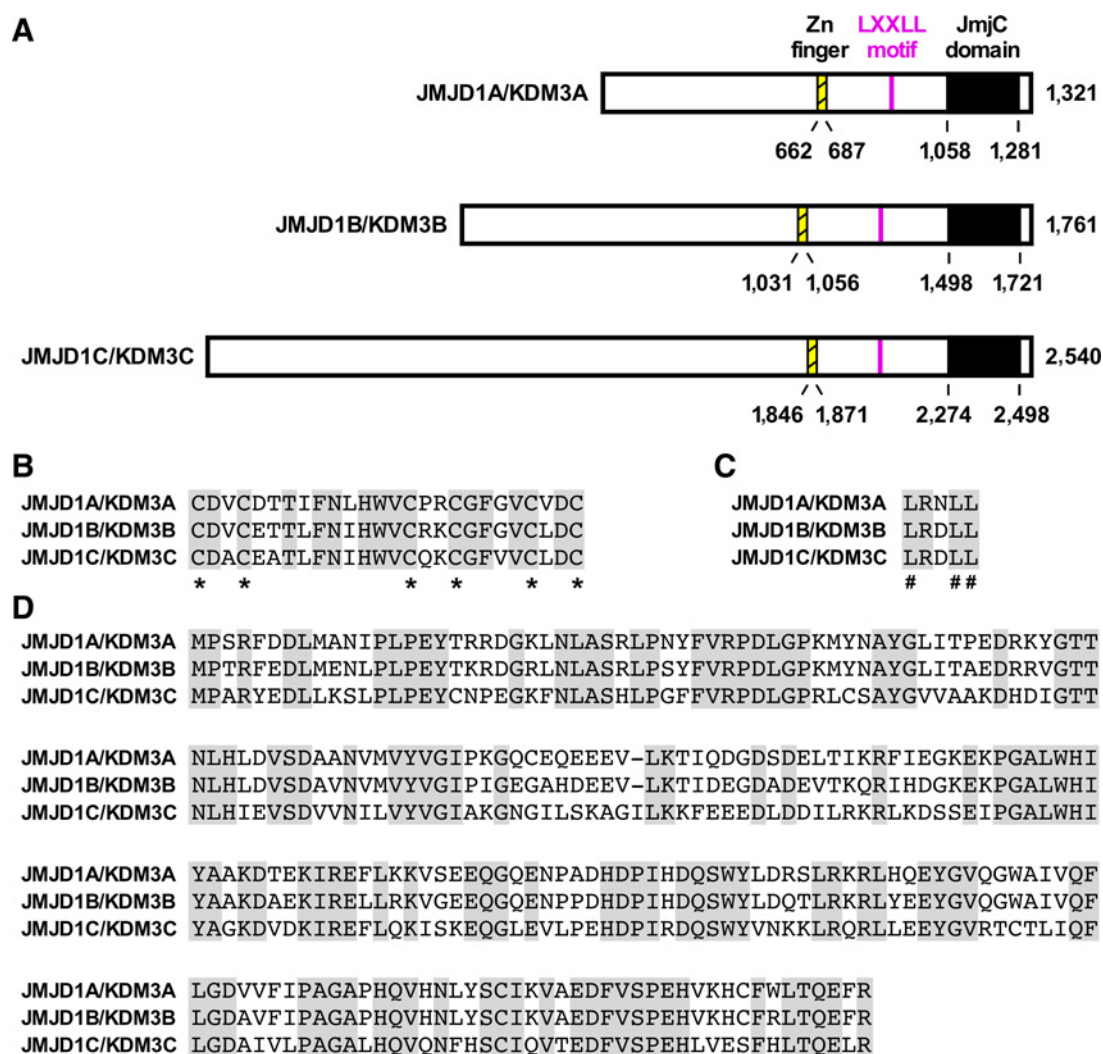 A
Zn
finger
LXXLL
motif
JmjC
domain
JMJD1A/KDM3A
1,321
662
687
1,058
1,281
JMJD1B/KDM3B
1,761
1,031
1,056
1,498
1,721
JMJD1C/KDM3C
2,540
1,846
1,871
2,274
2,498
B
JMJD1A/KDM3A CDVCDTTIFNLHWVCPRCGFGVCVDC
JMJD1B/KDM3B CDVCETTLFNIHWVCRKCGFGVCLDC
JMJD1C/KDM3C CDACEATLFNIHWVCQKCGFVVCLDC
* * * * * *
C
JMJD1A/KDM3A LRNLL
JMJD1B/KDM3B LRDLL
JMJD1C/KDM3C LRDLL
# ##
D
JMJD1A/KDM3A MPSRFDDLMANIPLPEYTRRDGKLNLASRLPNYFVRPDLGPKMYNAYGLITPEDRKYGTT
JMJD1B/KDM3B MPTRFEDLMENLPLPEYTKRDGRLNLASRLPSYFVRPDLGPKMYNAYGLITAEDRRVGTT
JMJD1C/KDM3C MPARYEDLLKSLPLPEYCNPEGKFNLASHLPGFFVRPDLGPRLCSAYGVVAAKDHDIGTT
JMJD1A/KDM3A NLHLDVSDAANVMVYVGIPKGQCEQEEEV-LKTIQDGDSDELTIKRFIEGKEKPGALWHI
JMJD1B/KDM3B NLHLDVSDAVNVMVYVGIPIGEGAHDEEV-LKTIDEGDADEVTKQRIHDGKEKPGALWHI
JMJD1C/KDM3C NLHIEVSDVVNILVYVGIAKGNGILSKAGILKKFEEEDLDDILRKRLKDSSEIPGALWHI
JMJD1A/KDM3A YAAKDTEKIREFLKKVSEEQGQENPADHDPIHDQSWYLDRSLRKRLHQEYGVQGWAIVQF
JMJD1B/KDM3B YAAKDAEKIRELLRKVGEEQGQENPPDHDPIHDQSWYLDQTLRKRLYEEYGVQGWAIVQF
JMJD1C/KDM3C YAGKDVDKIREFLQKISKEQGLEVLPEHDPIRDQSWYVNKKLRQRLLEEYGVRTCTLIQF
JMJD1A/KDM3A LGDVVFIPAGAPHQVHNLYSCIKVAEDFVSPEHVKHCFWLTQEFR
JMJD1B/KDM3B LGDAVFIPAGAPHQVHNLYSCIKVAEDFVSPEHVKHCFRLTQEFR
JMJD1C/KDM3C LGDAIVLPAGALHQVQNFHSCIQVTEDFVSPEHLVESFHLTQELR